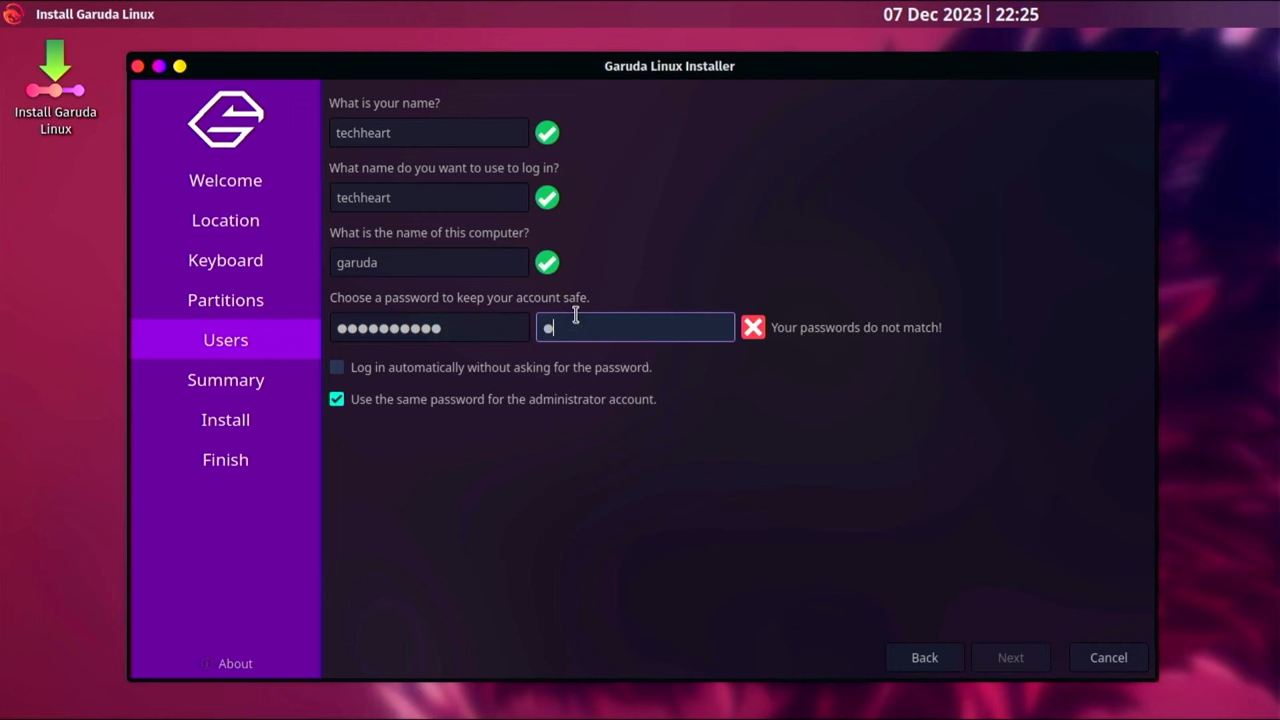 Install Garuda Linux
07 Dec 2023 | 22:25
Install Garuda
Linux
Garuda Linux Installer
Welcome
Location
Keyboard
Partitions
Users
Summary
Install
Finish
About
What is your name?
techheart
What name do you want to use to log in?
techheart
What is the name of this computer?
garuda
Choose a password to keep your account safe.
●●●●●●●●●● ● Your passwords do not match!
Log in automatically without asking for the password.
Use the same password for the administrator account.
Back Next Cancel